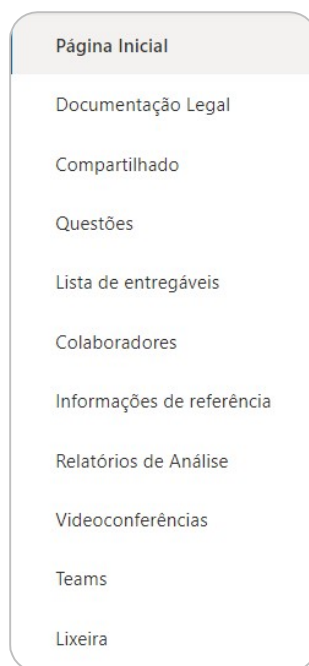 Página Inicial
Documentação Legal
Compartilhado
Questões
Lista de entregáveis
Colaboradores
Informações de referência
Relatórios de Análise
Videoconferências
Teams
Lixeira